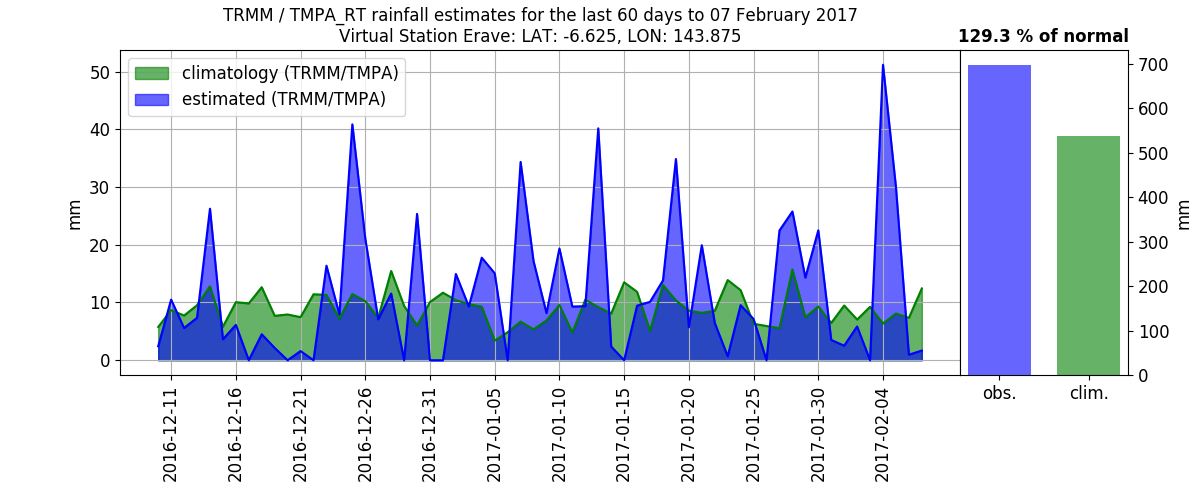 TRMM / TMPA_RT rainfall estimates for the last 60 days to 07 February 2017
Virtual Station Erave: LAT: -6.625, LON: 143.875
129.3 % of normal
climatology (TRMM/TMPA)
estimated (TRMM/TMPA)
mm
50
40
30
20
10
0
2016-12-11
2016-12-16
2016-12-21
2016-12-26
2016-12-31
2017-01-05
2017-01-10
2017-01-15
2017-01-20
2017-01-25
2017-01-30
2017-02-04
obs.
clim.
700
600
500
400
300
200
100
0
mm